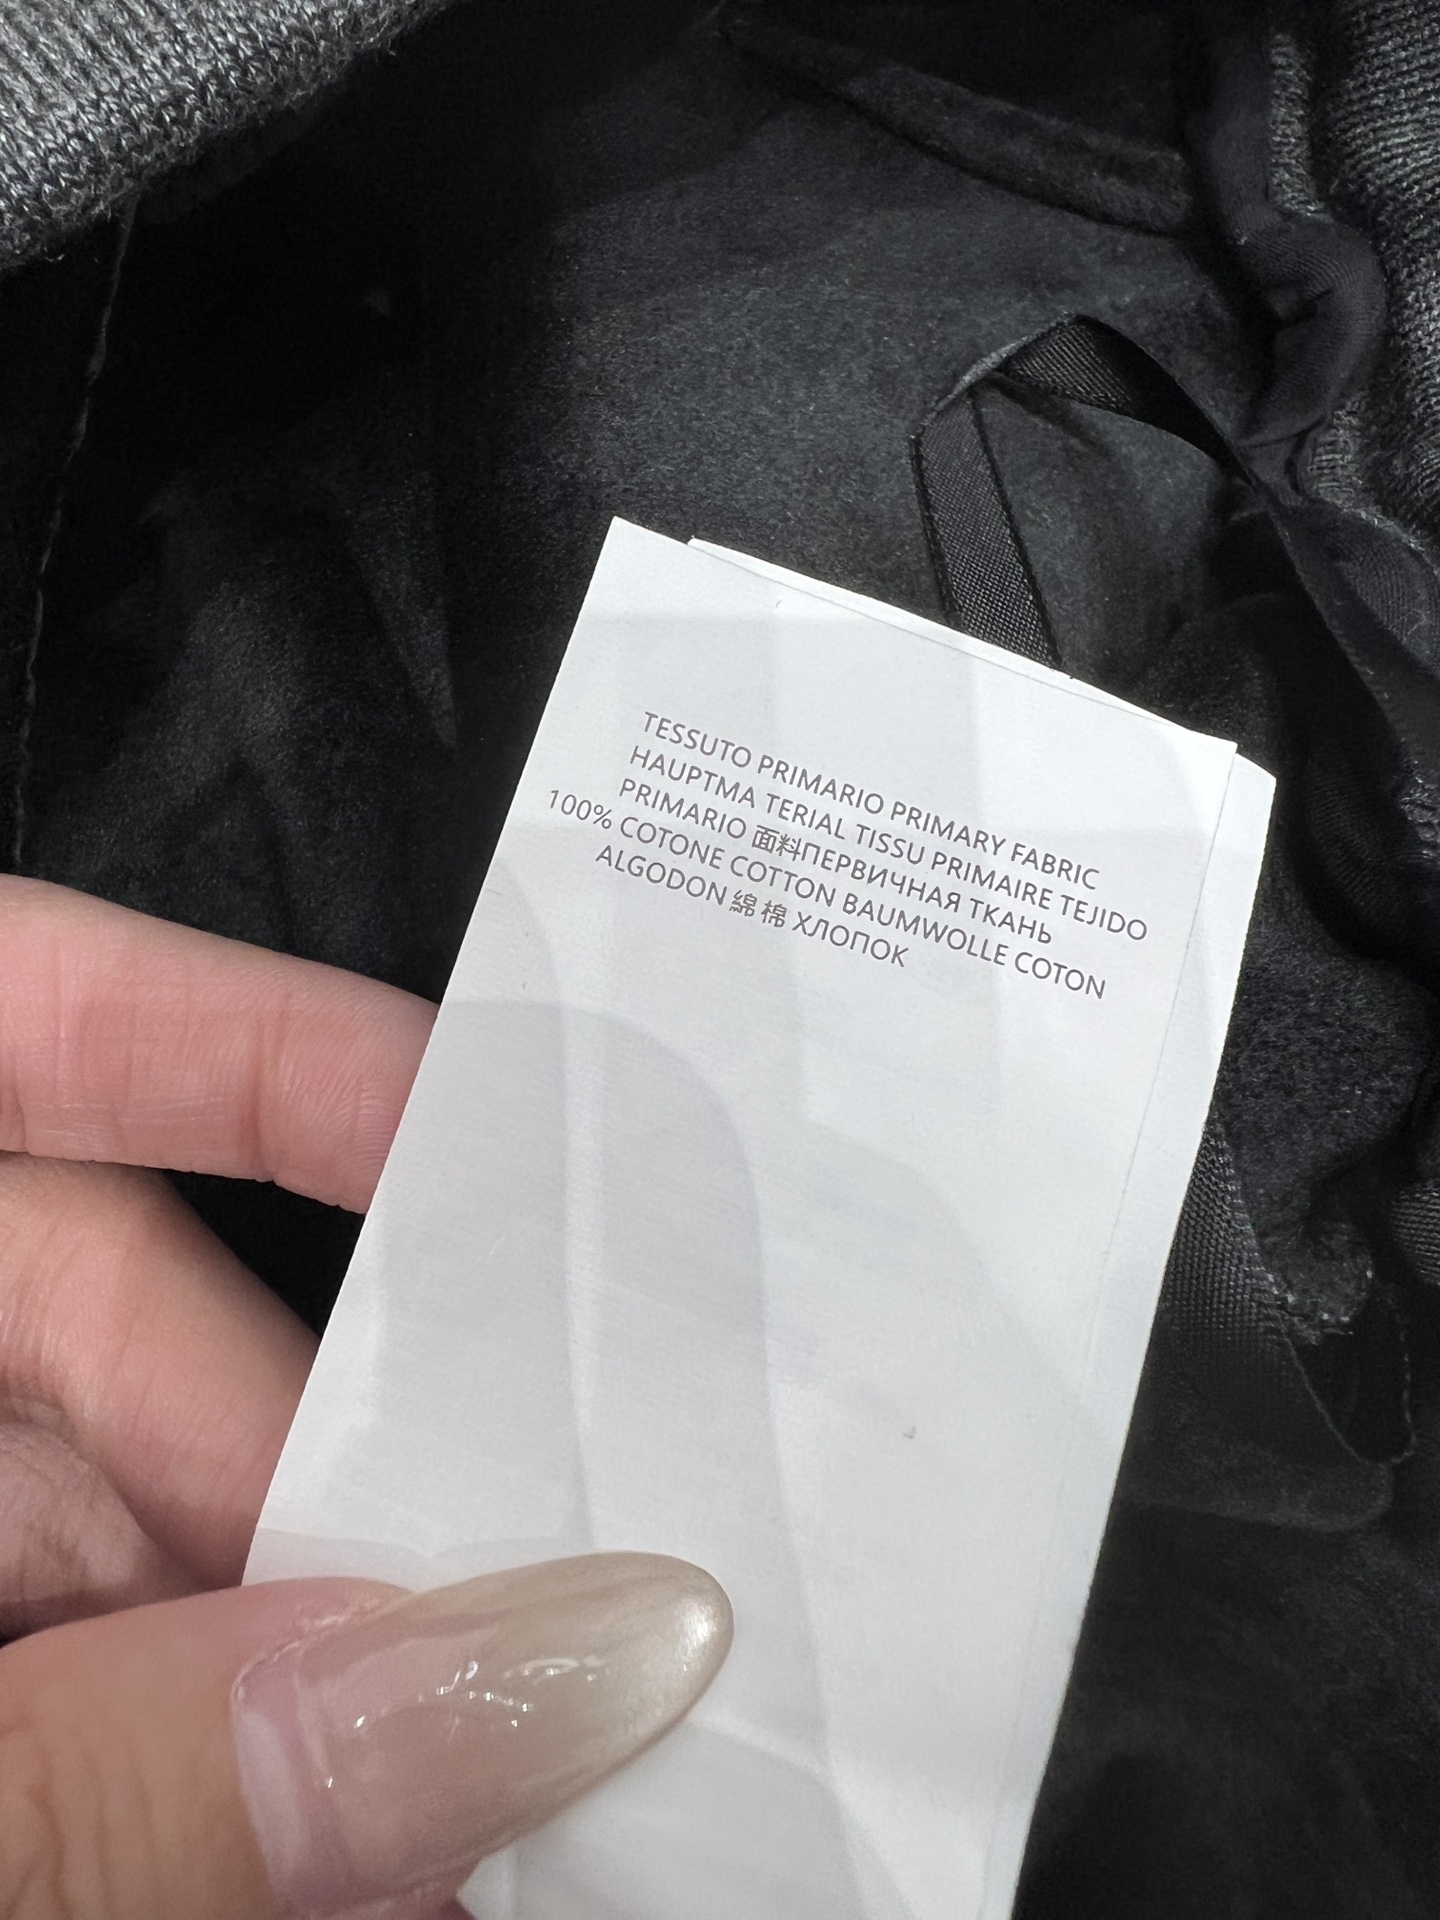 TESSUTO PRIMARIO PRIMARY FABRIC
HAUPTMA TERIAL TISSU PRIMAIRE TEJIDO
PRIMARIO 面料ПЕРВИЧНАЯ ТКАНЬ
100% COTONE COTTON BAUMWOLLE COTON
ALGODON 綿 棉 ХЛОПОК